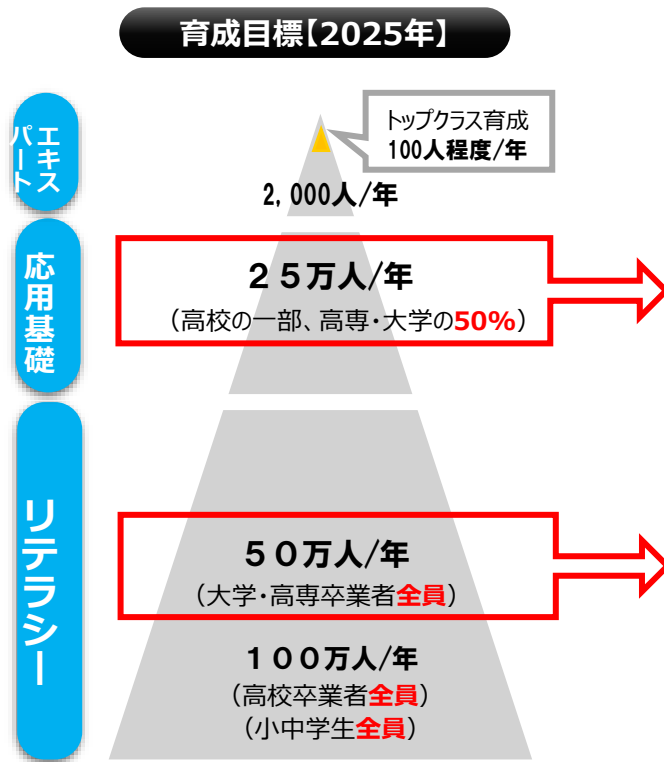 育成目標【2025年】
エキスパート
トップクラス育成
100人程度/年
2,000人/年
応用基礎
２５万人/年
（高校の一部、高専・大学の50%）
リテラシー
５０万人/年
（大学・高専卒業者全員）
１００万人/年
（高校卒業者全員）
（小中学生全員）